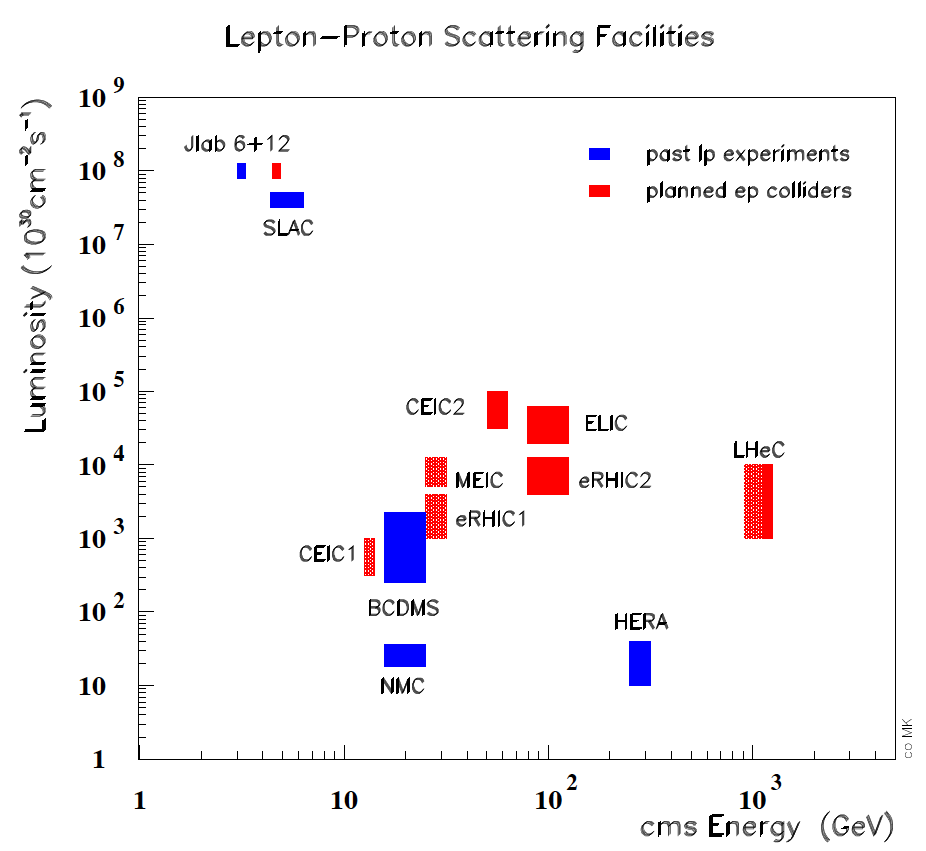 Lepton-Proton Scattering Facilities
Luminosity (10^30cm^-2s^-1)
10^9
10^8
10^7
10^6
10^5
10^4
10^3
10^2
10
1
Jlab 6+12
SLAC
past lp experiments
planned ep colliders
CEIC2
ELIC
LHeC
MEIC
eRHIC2
eRHIC1
CEIC1
BCDMS
HERA
NMC
co MK
1
10
10^2
10^3
cms Energy (GeV)